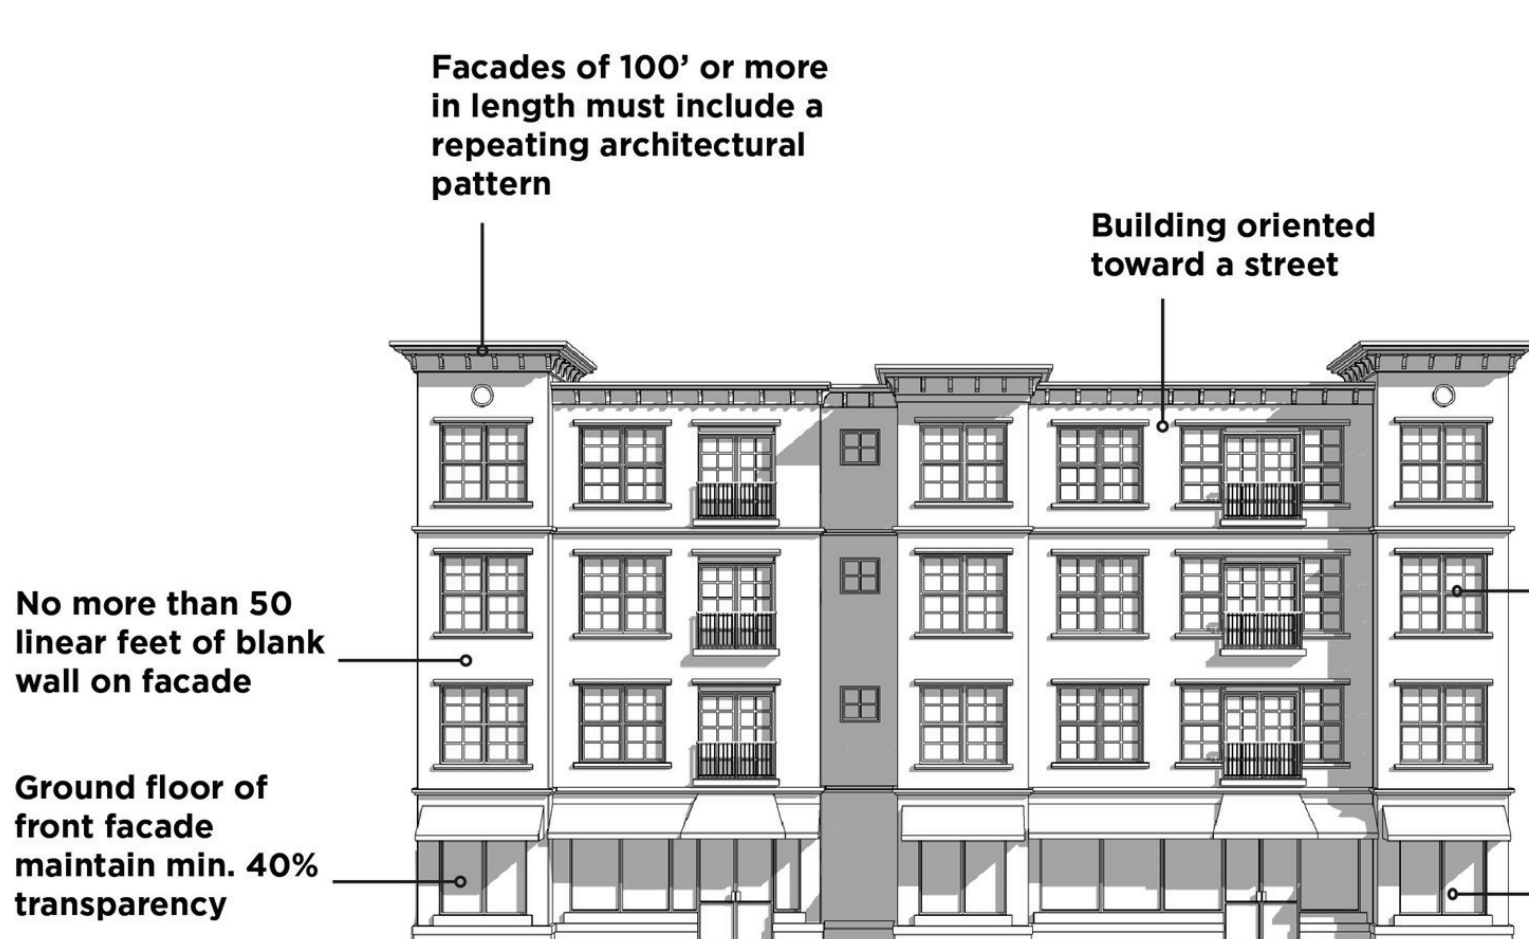 Facades of 100’ or more
in length must include a
repeating architectural
pattern
Building oriented
toward a street
No more than 50
linear feet of blank
wall on facade
Ground floor of
front facade
maintain min. 40%
transparency